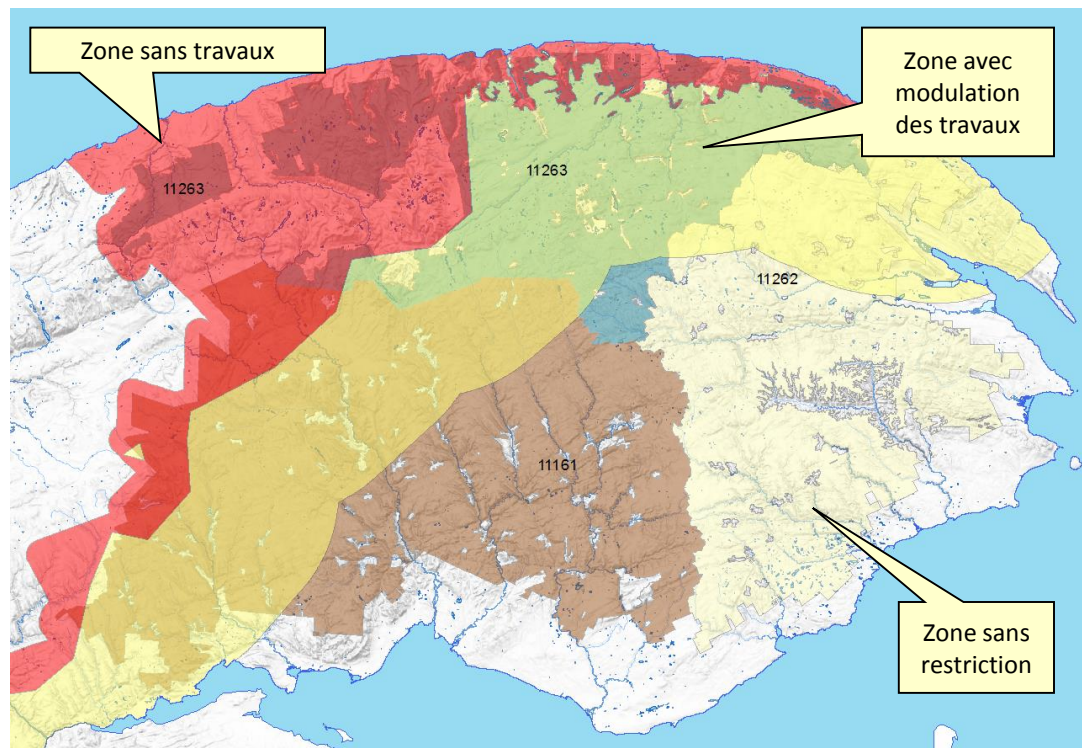 Zone sans travaux
Zone avec
modulation
des travaux
11263
11263
11262
11161
Zone sans
restriction